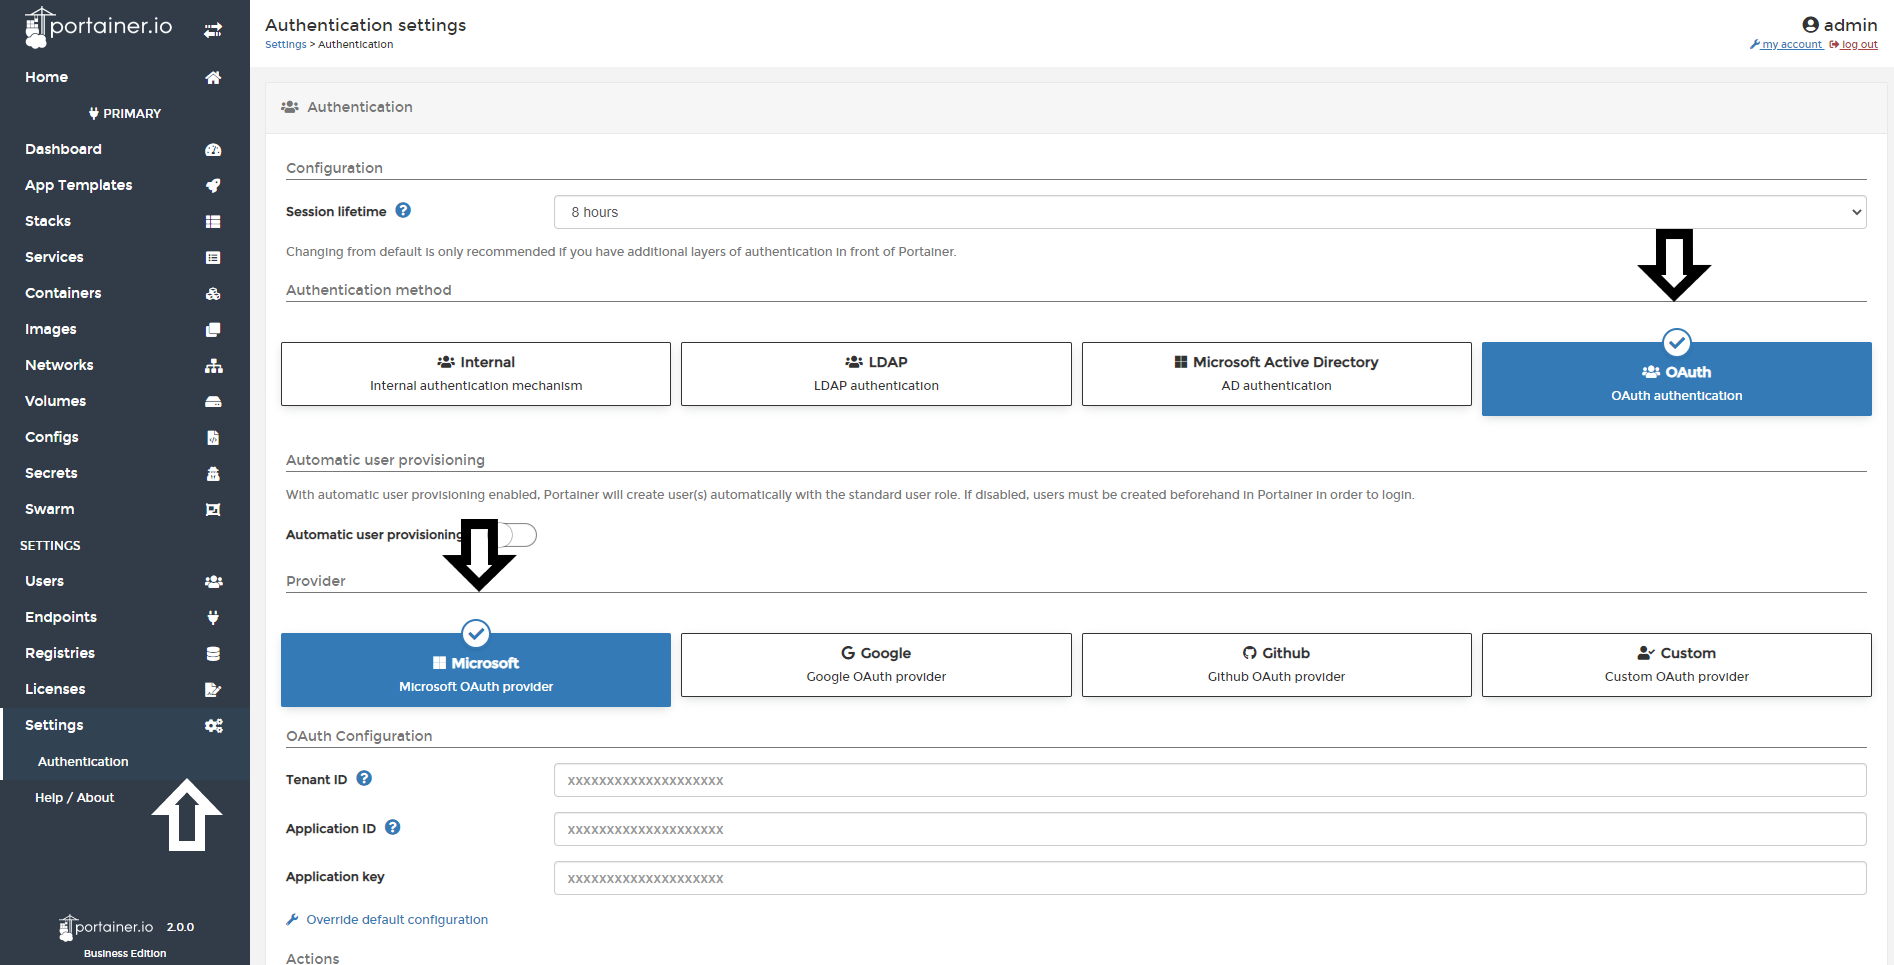 portainer.io
Home
PRIMARY
Dashboard
App Templates
Stacks
Services
Containers
Images
Networks
Volumes
Configs
Secrets
Swarm
SETTINGS
Users
Endpoints
Registries
Licenses
Settings
Authentication
Help / About
portainer.io 2.0.0
Business Edition
Authentication settings
Settings > Authentication
admin
my account log out
Authentication
Configuration
Session lifetime ?
8 hours
Changing from default is only recommended if you have additional layers of authentication in front of Portainer.
Authentication method
Internal
Internal authentication mechanism
LDAP
LDAP authentication
Microsoft Active Directory
AD authentication
OAuth
OAuth authentication
Automatic user provisioning
With automatic user provisioning enabled, Portainer will create user(s) automatically with the standard user role. If disabled, users must be created beforehand in Portainer in order to login.
Automatic user provisioning
Provider
Microsoft
Microsoft OAuth provider
Google
Google OAuth provider
Github
Github OAuth provider
Custom
Custom OAuth provider
OAuth Configuration
Tenant ID ?
xxxxxxxxxxxxxxxxxxxx
Application ID ?
xxxxxxxxxxxxxxxxxxxx
Application key
xxxxxxxxxxxxxxxxxxxx
Override default configuration
Actions